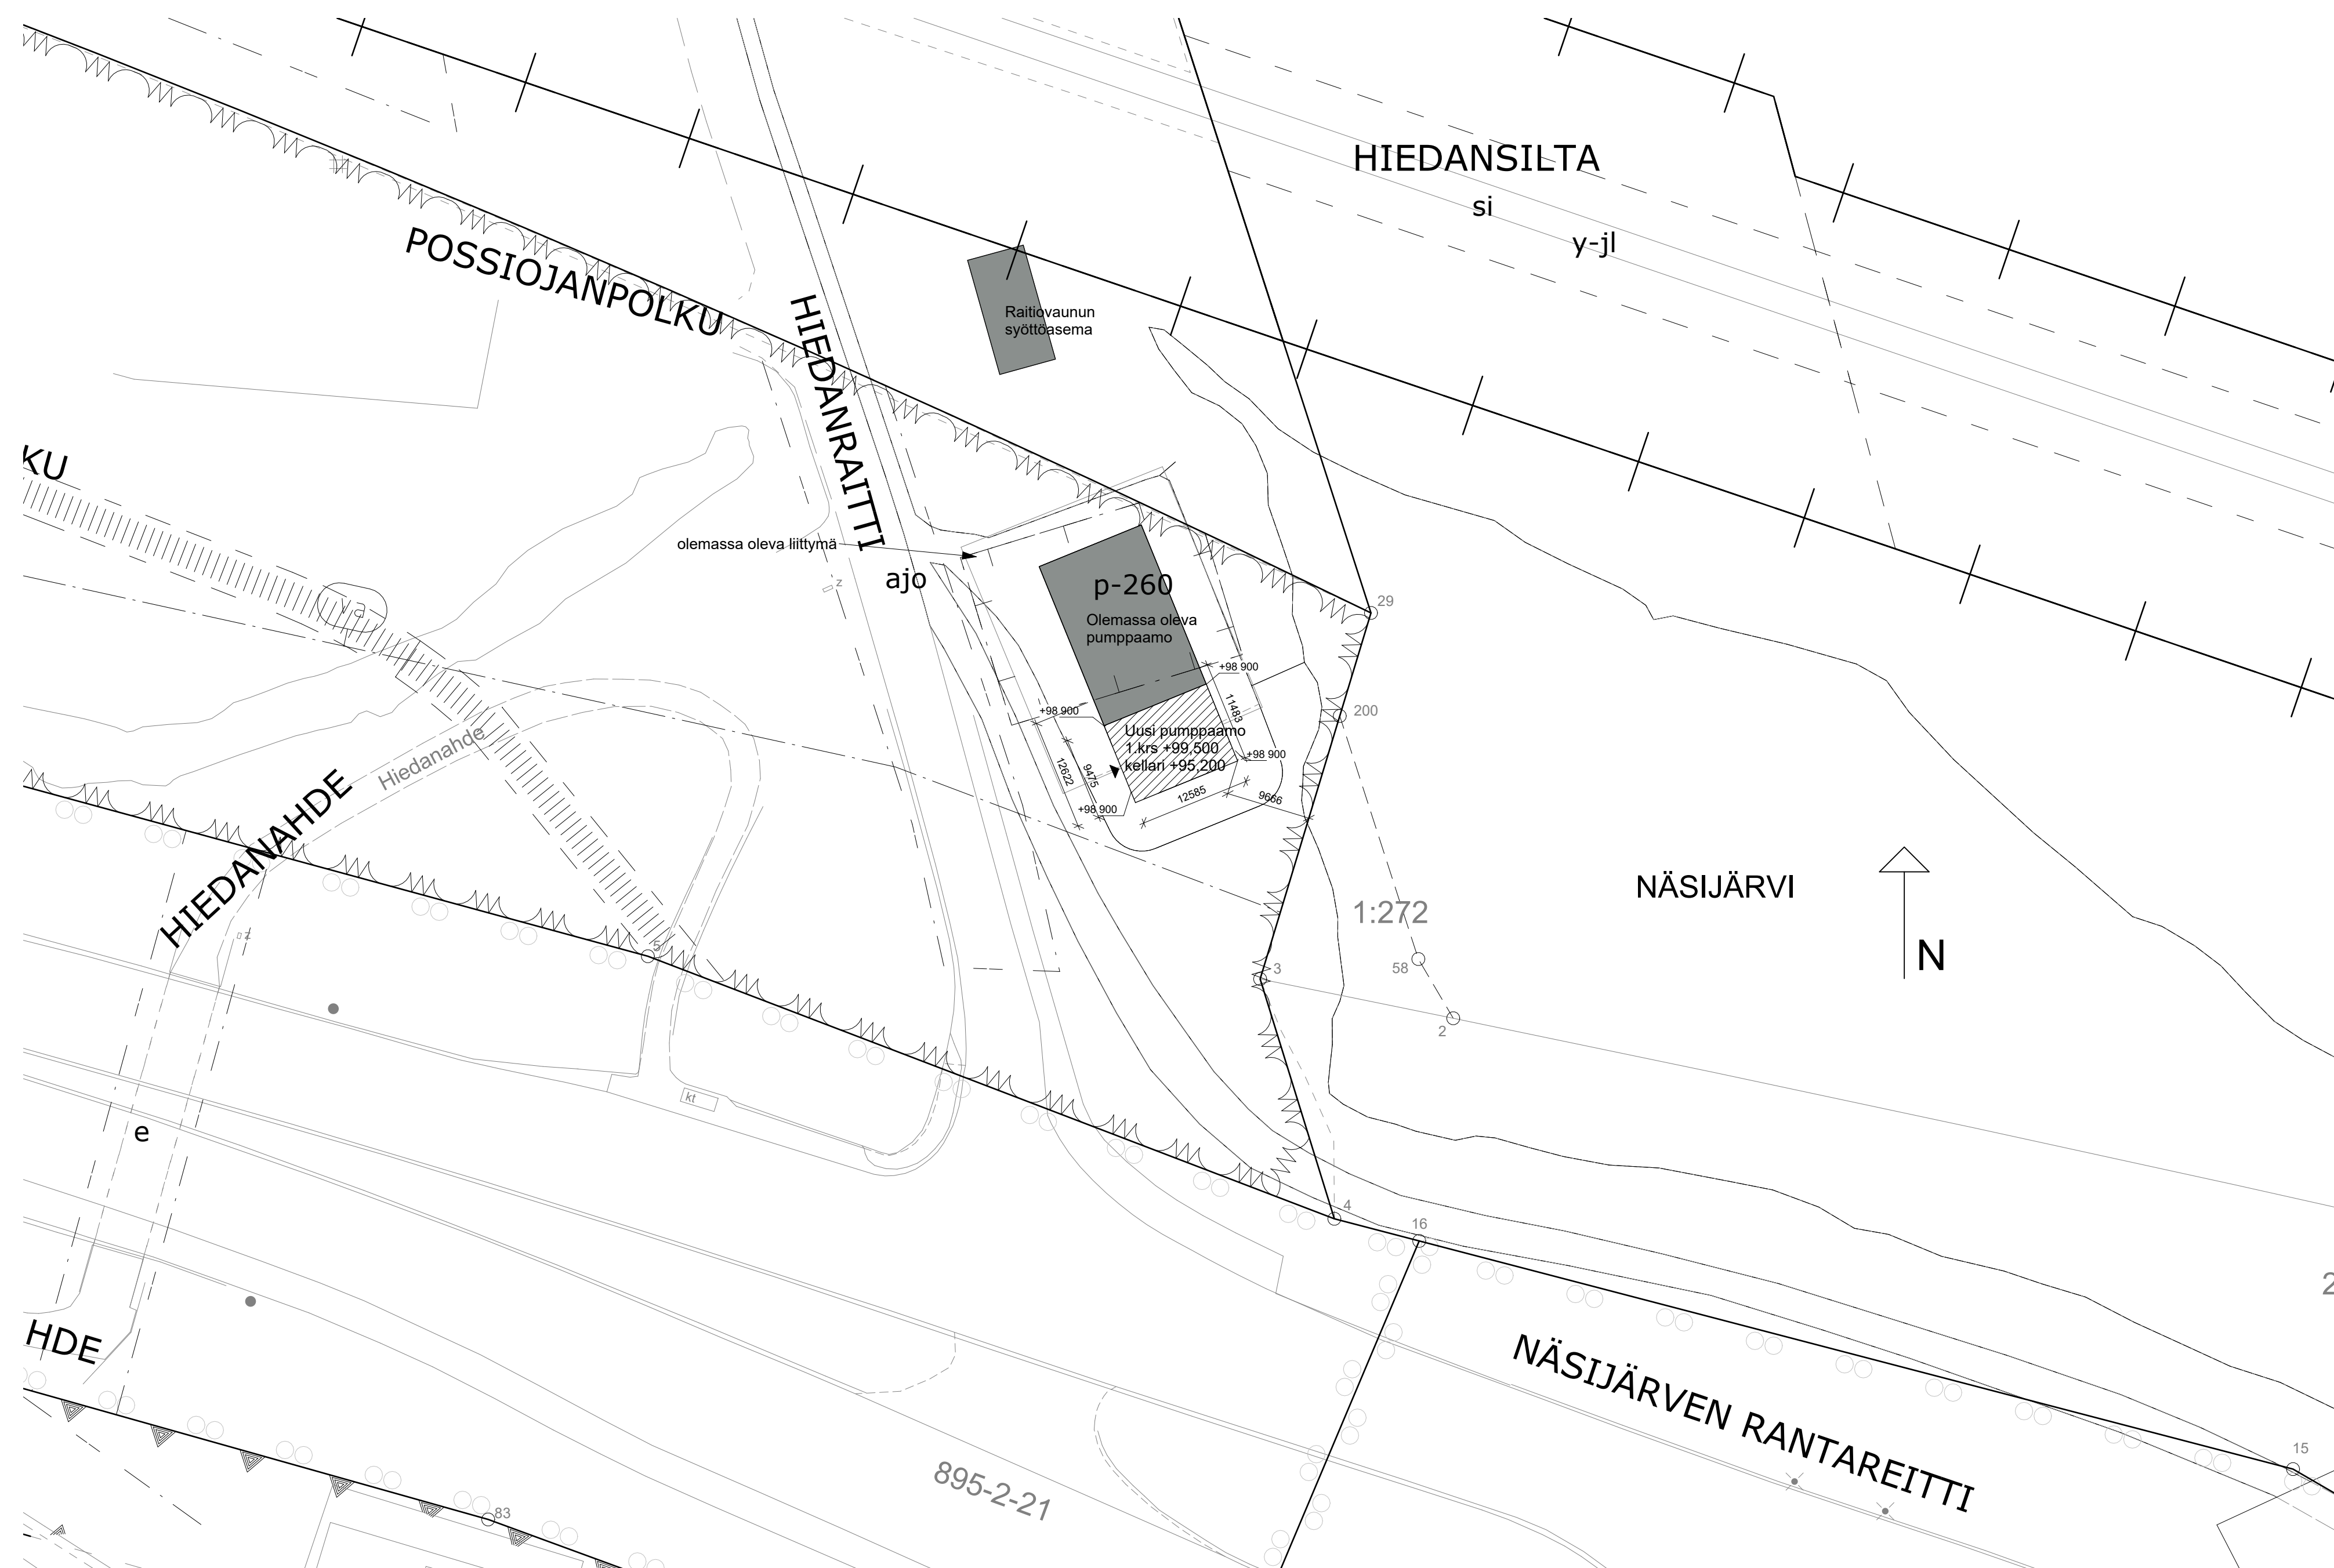 HIEDANSILTA
si
y-jl
POSSIOJANPOLKU
HIEDANRAITTI
Raitiovaunun
syöttöasema
KU
olemassa oleva liittymä
ajo
z
p-260
Olemassa oleva
pumppaamo
va
29
200
+98 900
+98 900
11483
Uusi pumppaamo
1.krs +99,500
kellari +95,200
+98 900
12622
9475
+98 900
12585
9666
Hiedanahde
HIEDANAHDE
z
5
NÄSIJÄRVI
N
1:272
58
3
2
kt
e
4
16
2
HDE
NÄSIJÄRVEN RANTAREITTI
15
895-2-21
83